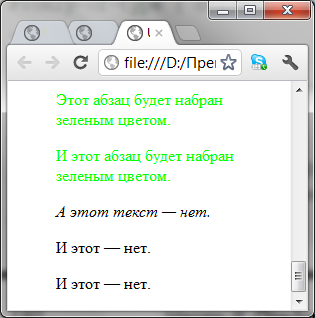 file:///D:/Пре
Этот абзац будет набран
зеленым цветом.
И этот абзац будет набран
зеленым цветом.
А этот текст — нет.
И этот — нет.
И этот — нет.